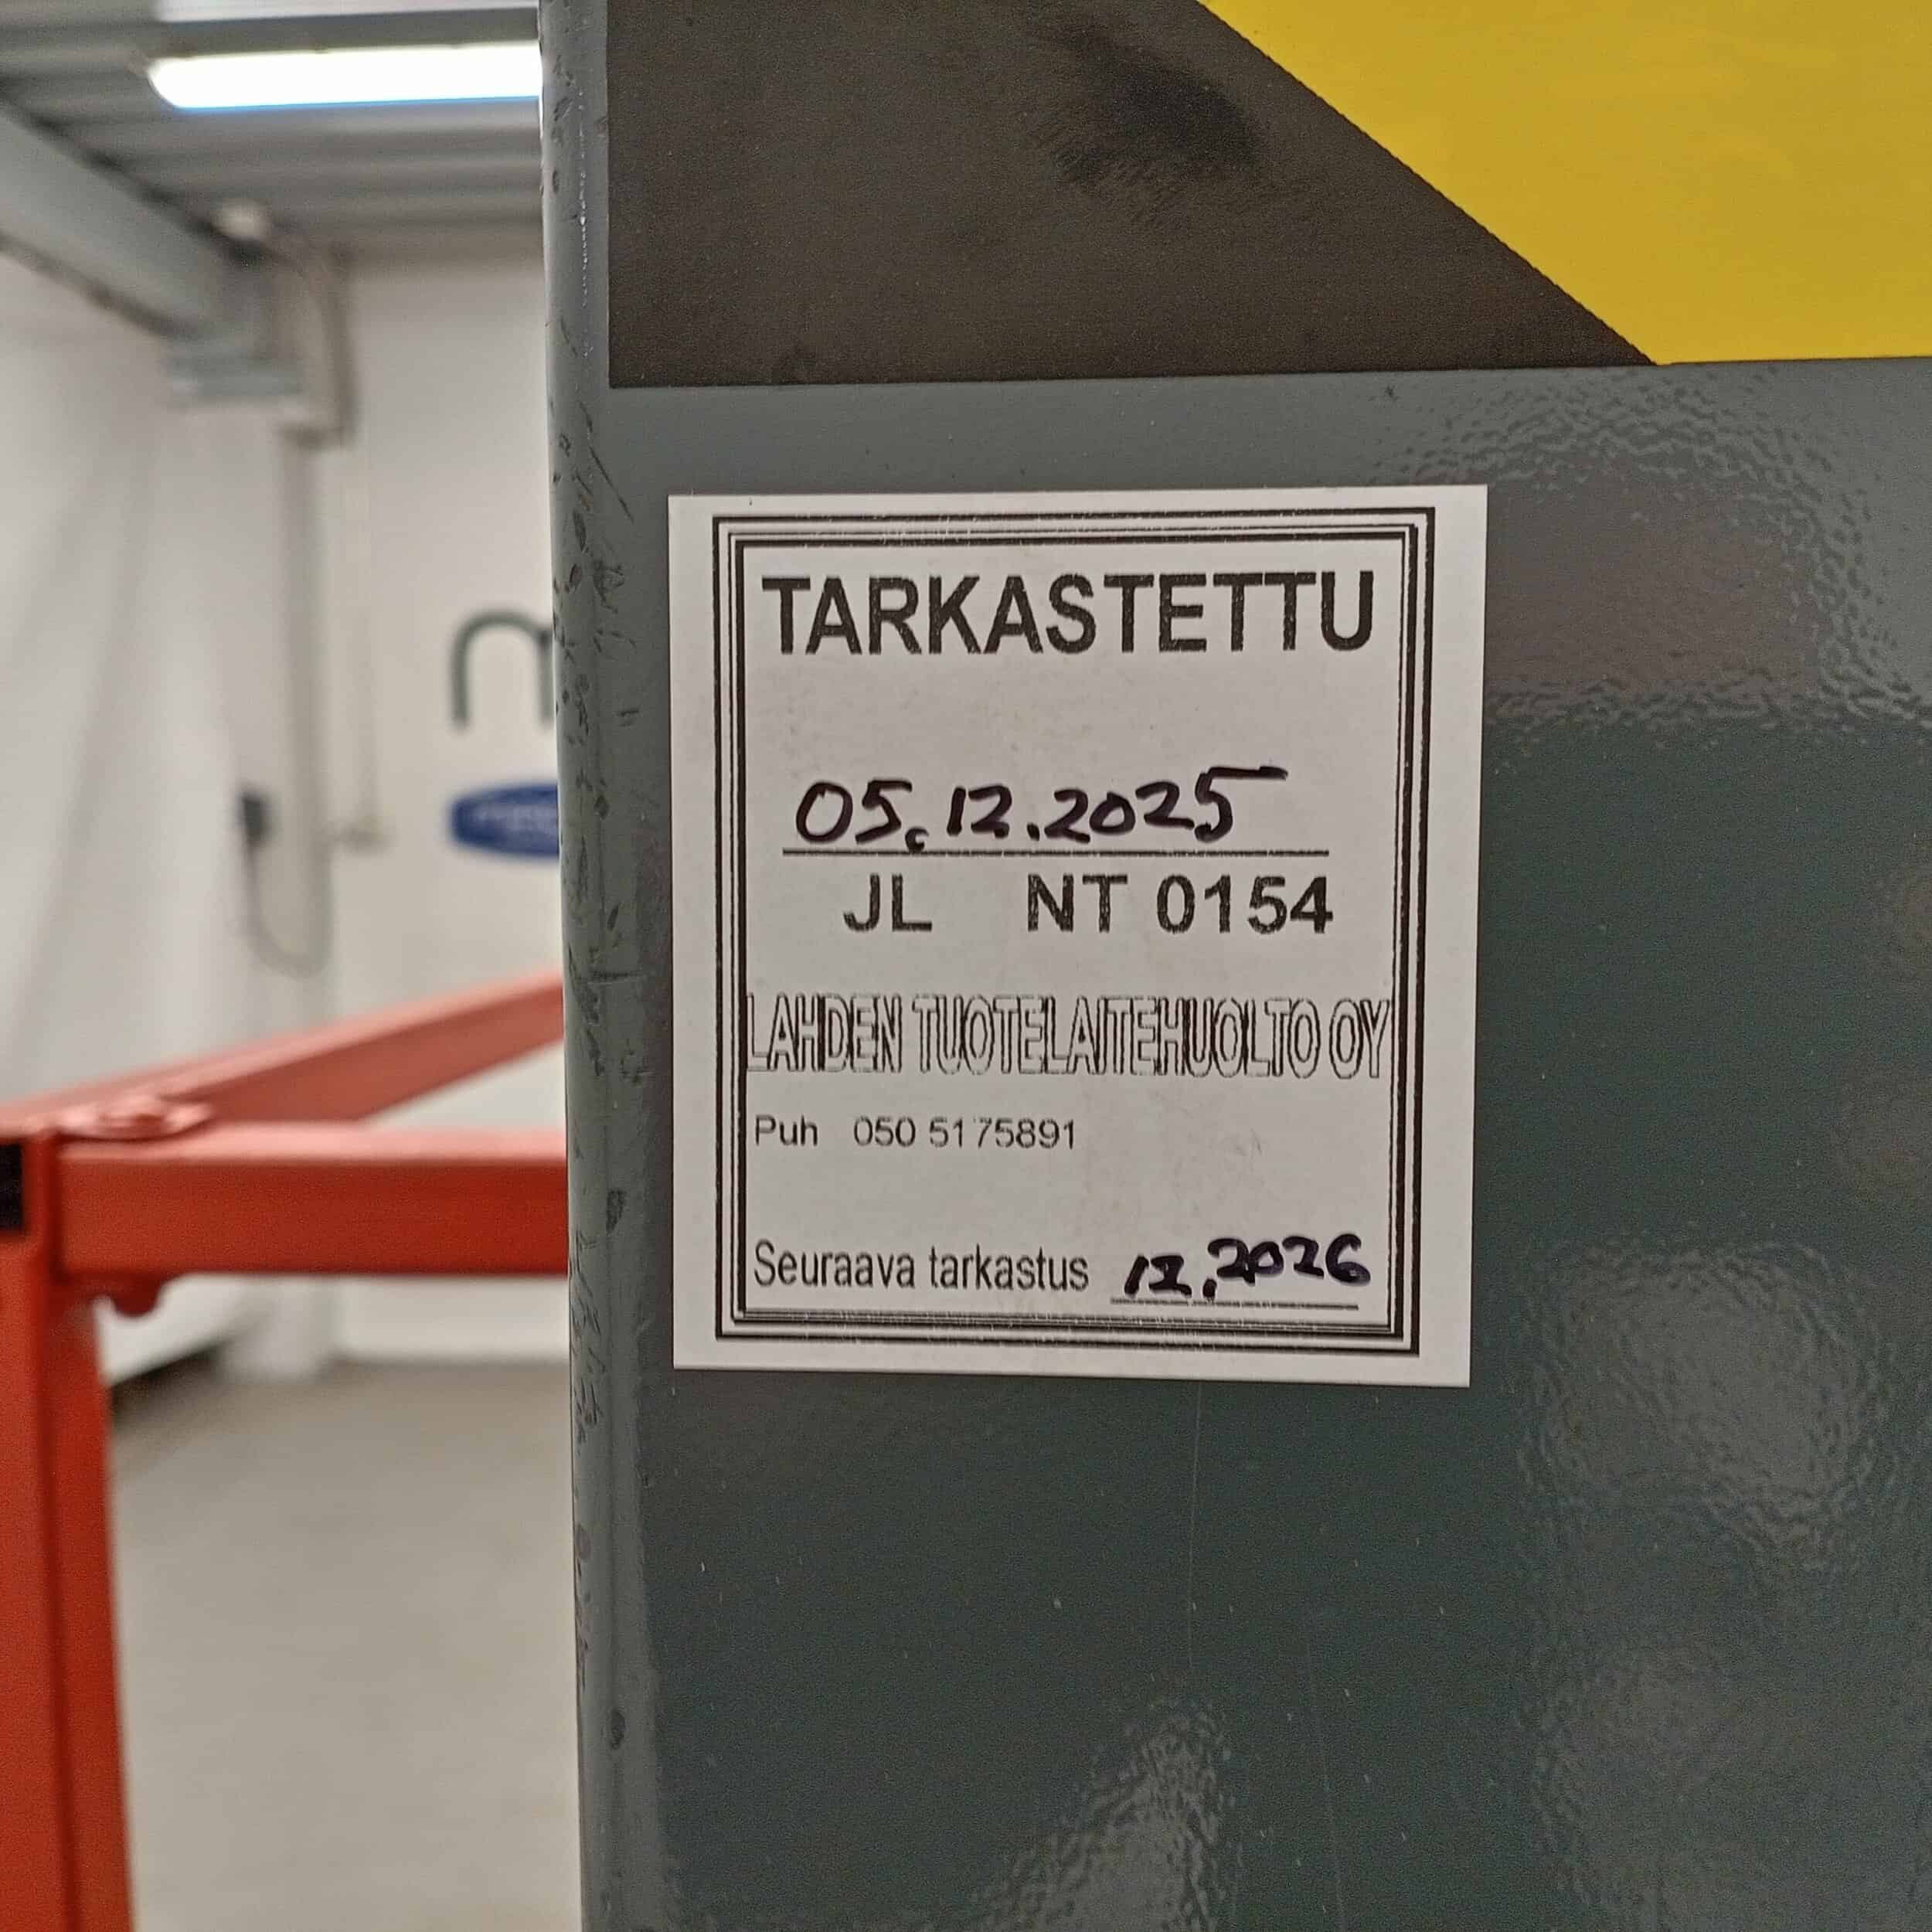 TARKASTETTU
05.12.2025
JL NT 0154
LAHDEN TUOTELAITEHUOLTO OY
Puh 050 5175891
Seuraava tarkastus 12.2026